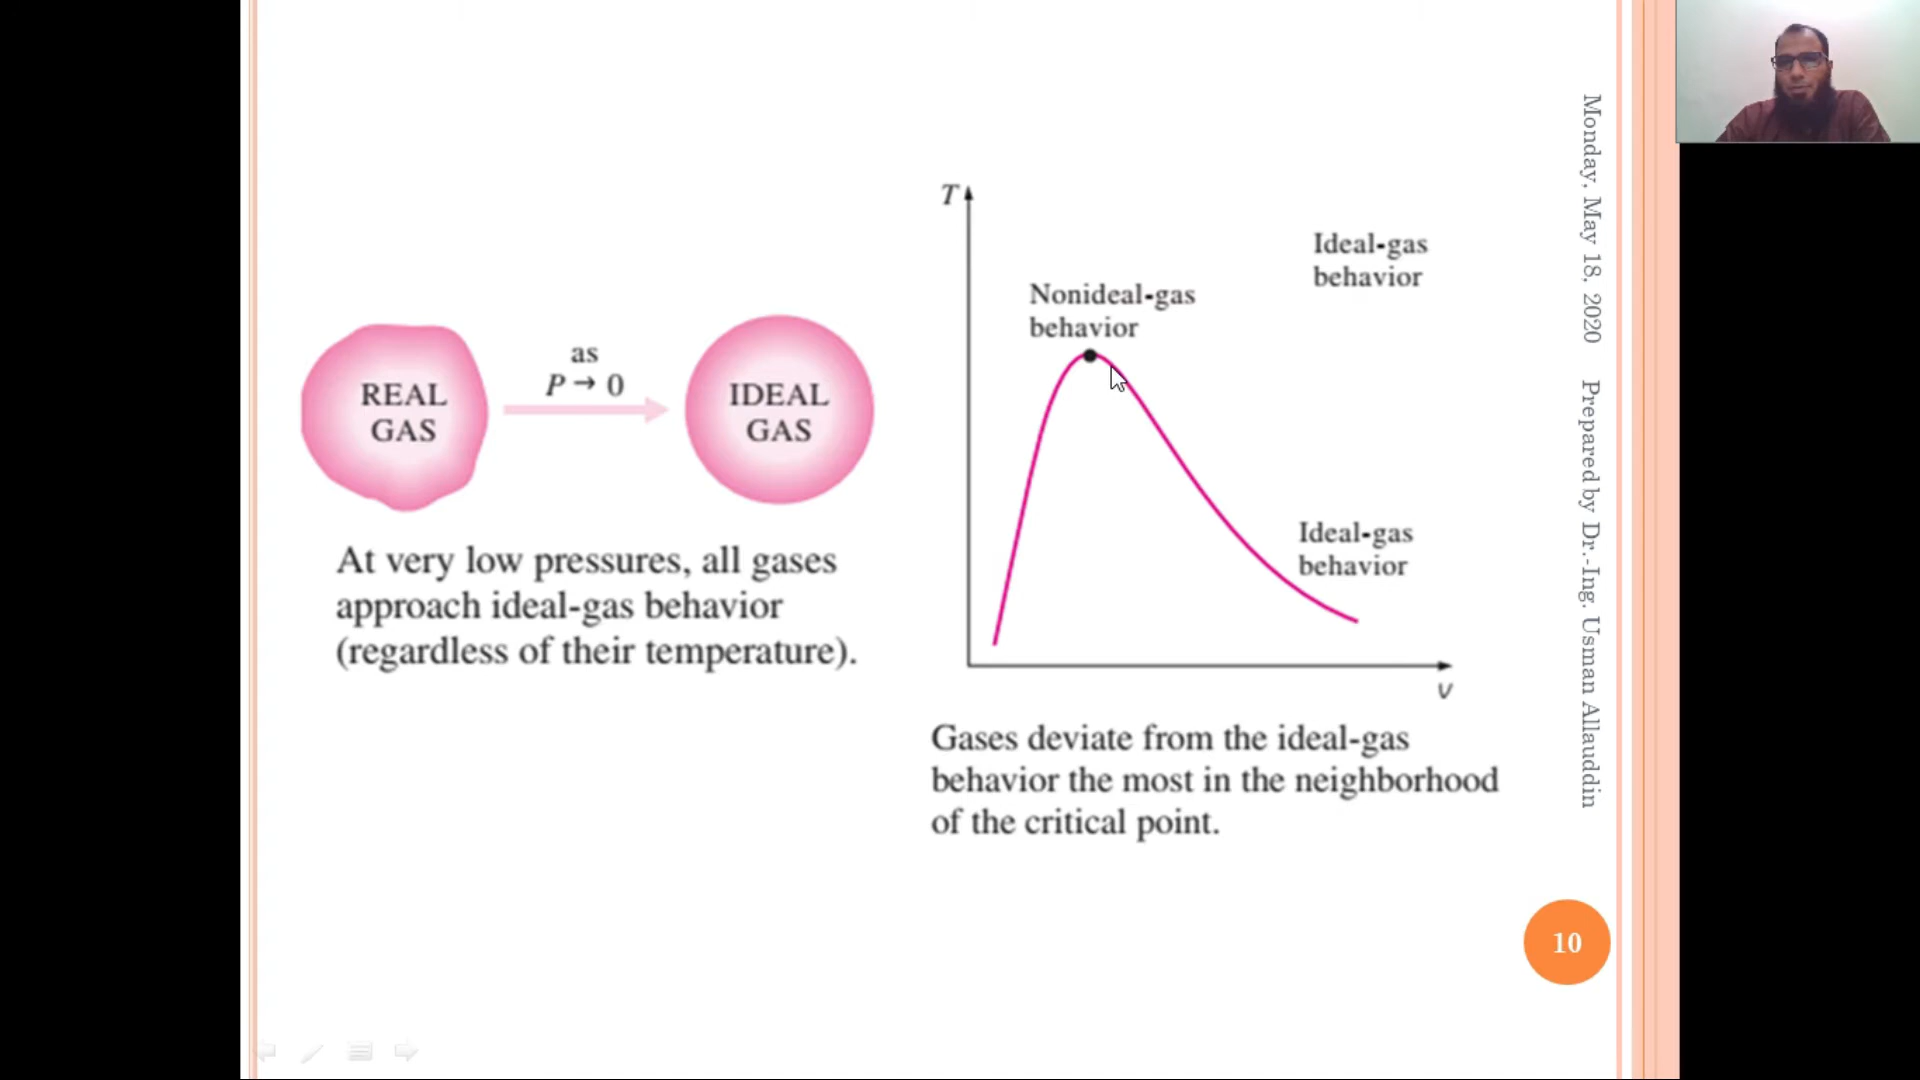 REAL
GAS
as
P → 0
IDEAL
GAS
At very low pressures, all gases
approach ideal-gas behavior
(regardless of their temperature).
T
Nonideal-gas
behavior
Ideal-gas
behavior
Ideal-gas
behavior
v
Gases deviate from the ideal-gas
behavior the most in the neighborhood
of the critical point.
Monday, May 18, 2020 Prepared by Dr.-Ing. Usman Allauddin
10